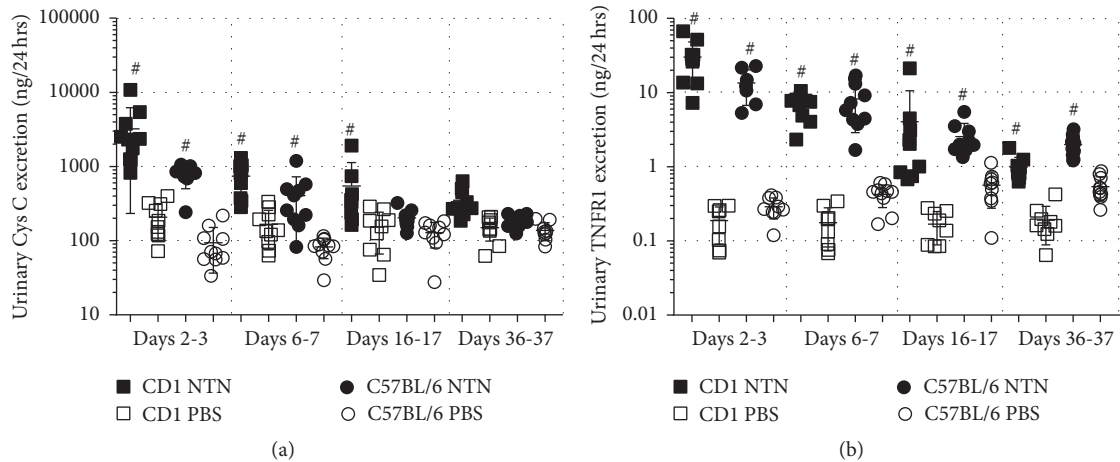 Urinary Cys C excretion (ng/24 hrs)
100000
10000
1000
100
10
#
#
#
#
#
Days 2-3
Days 6-7
Days 16-17
Days 36-37
CD1 NTN
C57BL/6 NTN
CD1 PBS
C57BL/6 PBS
(a)
Urinary TNFR1 excretion (ng/24 hrs)
100
10
1
0.1
0.01
#
#
#
#
#
#
#
#
Days 2-3
Days 6-7
Days 16-17
Days 36-37
CD1 NTN
C57BL/6 NTN
CD1 PBS
C57BL/6 PBS
(b)